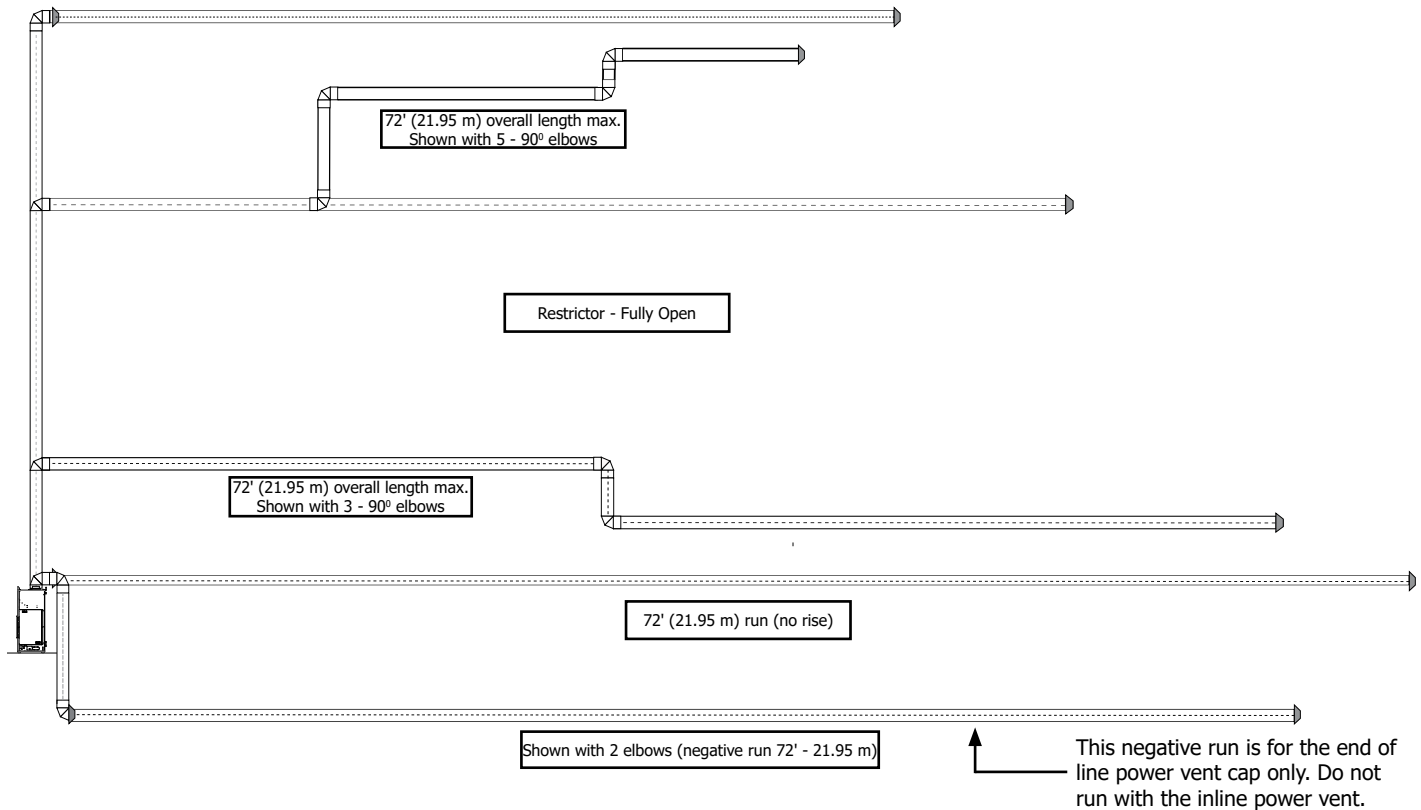 72' (21.95 m) overall length max.
Shown with 5 - 90⁰ elbows
Restrictor - Fully Open
72' (21.95 m) overall length max.
Shown with 3 - 90⁰ elbows
72' (21.95 m) run (no rise)
Shown with 2 elbows (negative run 72' - 21.95 m)
This negative run is for the end of
line power vent cap only. Do not
run with the inline power vent.